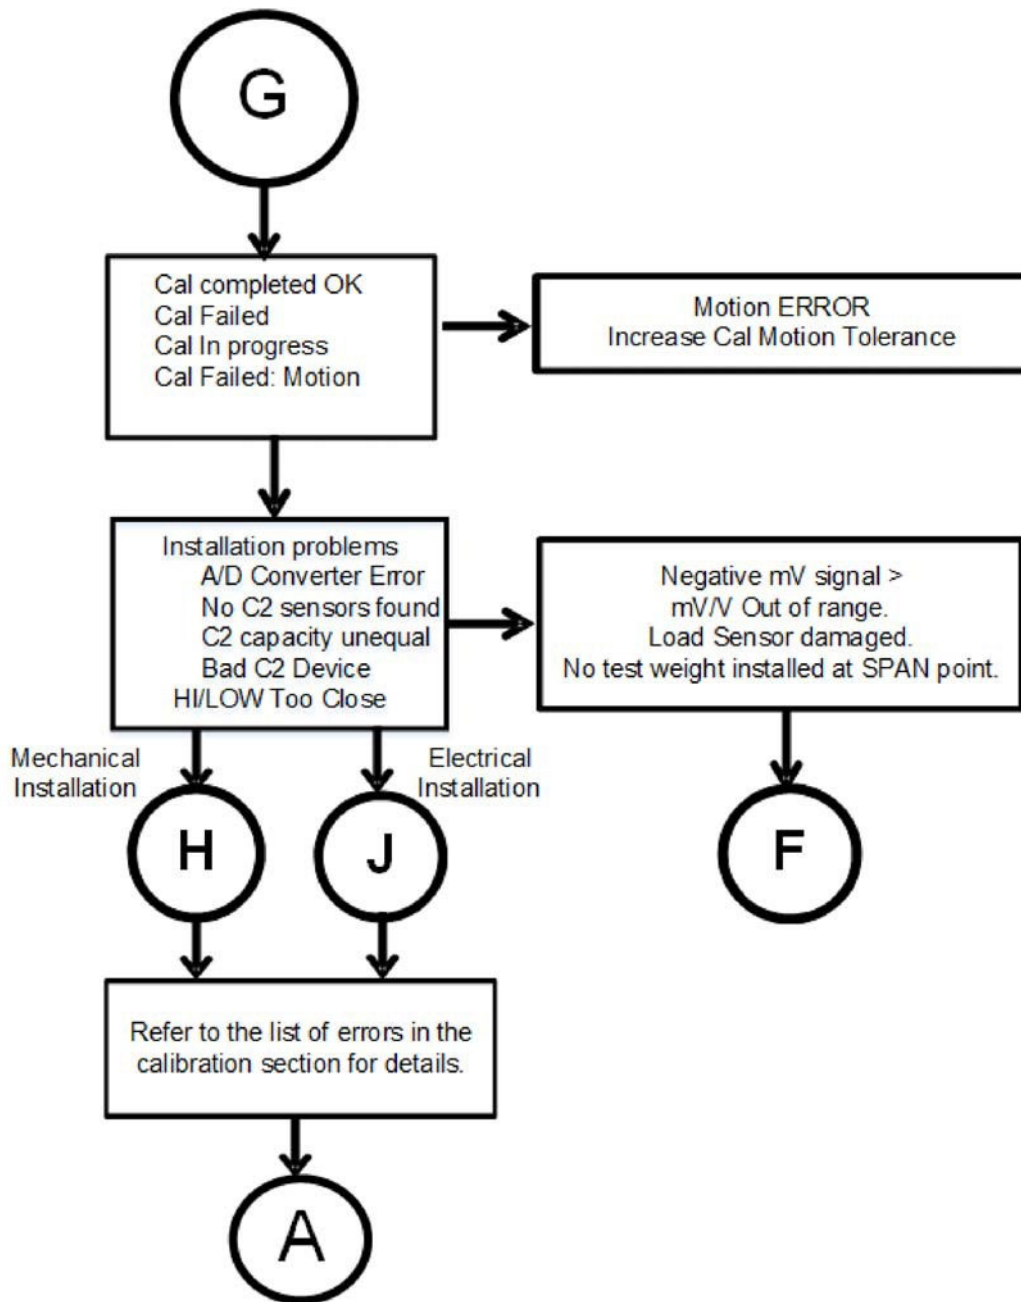 G
Cal completed OK
Cal Failed
Cal In progress
Cal Failed: Motion
Motion ERROR
Increase Cal Motion Tolerance
Installation problems
A/D Converter Error
No C2 sensors found
C2 capacity unequal
Bad C2 Device
HI/LOW Too Close
Negative mV signal >
mV/V Out of range.
Load Sensor damaged.
No test weight installed at SPAN point.
Mechanical
Installation
Electrical
Installation
H
J
F
Refer to the list of errors in the
calibration section for details.
A